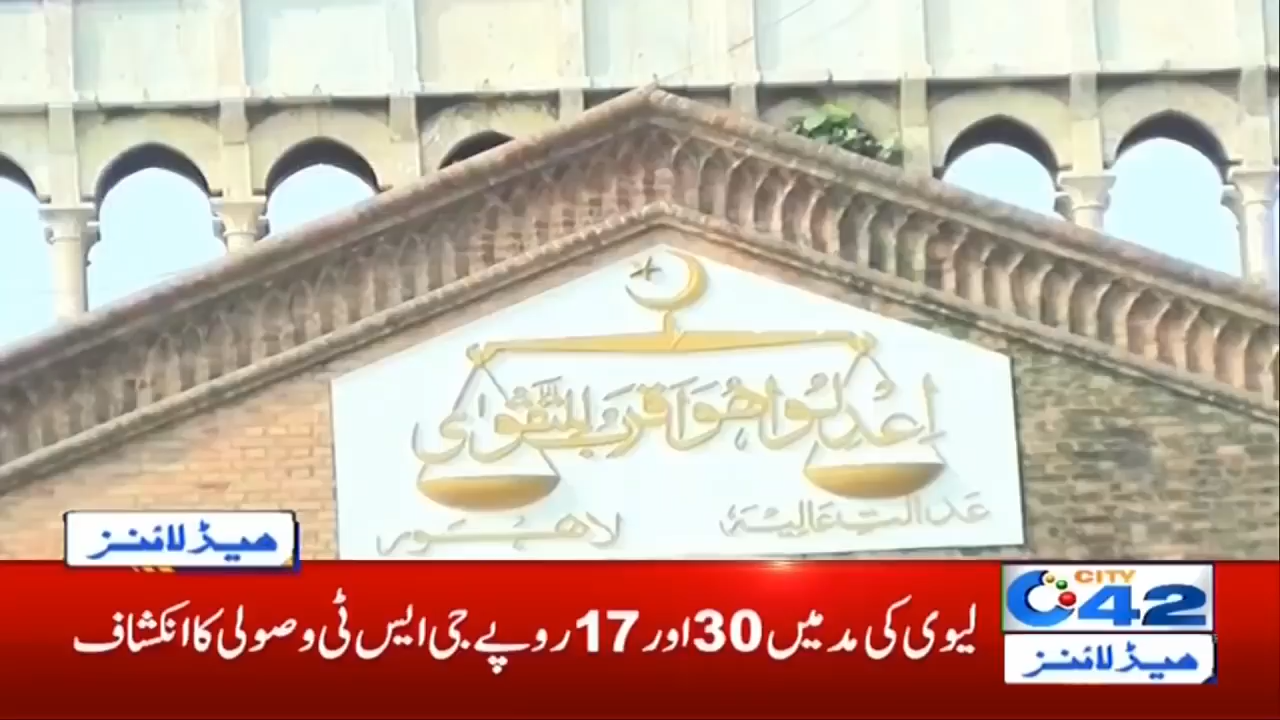 اعدلوا هو اقرب للتقوى
عدالت عالیہ لاہور
ہیڈ لائنز
لیوی کی مد میں 30 اور 17 روپے جی ایس ٹی وصولی کا انکشاف
CITY 42
ہیڈ لائنز